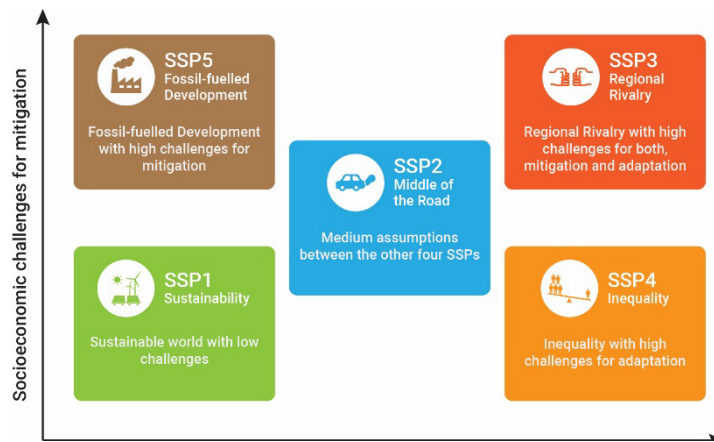 Socioeconomic challenges for mitigation
SSP5
Fossil-fuelled
Development
Fossil-fuelled Development
with high challenges for
mitigation
SSP3
Regional
Rivalry
Regional Rivalry with high
challenges for both,
mitigation and adaptation
SSP2
Middle of
the Road
Medium assumptions
between the other four SSPs
SSP1
Sustainability
Sustainable world with low
challenges
SSP4
Inequality
Inequality with high
challenges for adaptation